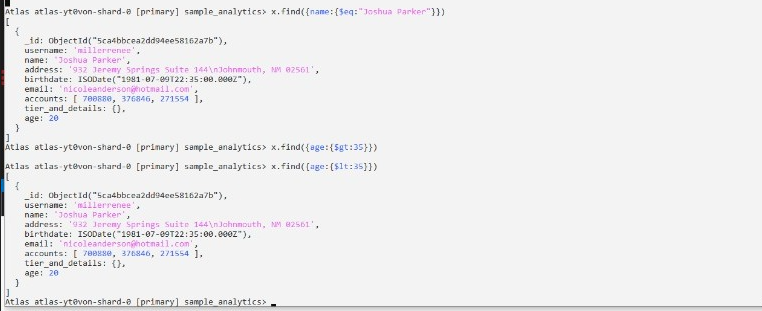 Atlas atlas-yt0von-shard-0 [primary] sample_analytics> x.find({name:{$eq:"Joshua Parker"}})
[
  {
    _id: ObjectId("5ca4bbcea2dd94ee58162a7b"),
    username: 'millerrenee',
    name: 'Joshua Parker',
    address: '932 Jeremy Springs Suite 144\nJohnmouth, NM 02561',
    birthdate: ISODate("1981-07-09T22:35:00.000Z"),
    email: 'nicoleanderson@hotmail.com',
    accounts: [ 700880, 376846, 271554 ],
    tier_and_details: {},
    age: 20
  }
]
Atlas atlas-yt0von-shard-0 [primary] sample_analytics> x.find({age:{$gt:35}})
Atlas atlas-yt0von-shard-0 [primary] sample_analytics> x.find({age:{$lt:35}})
[
  {
    _id: ObjectId("5ca4bbcea2dd94ee58162a7b"),
    username: 'millerrenee',
    name: 'Joshua Parker',
    address: '932 Jeremy Springs Suite 144\nJohnmouth, NM 02561',
    birthdate: ISODate("1981-07-09T22:35:00.000Z"),
    email: 'nicoleanderson@hotmail.com',
    accounts: [ 700880, 376846, 271554 ],
    tier_and_details: {},
    age: 20
  }
]
Atlas atlas-yt0von-shard-0 [primary] sample_analytics> _